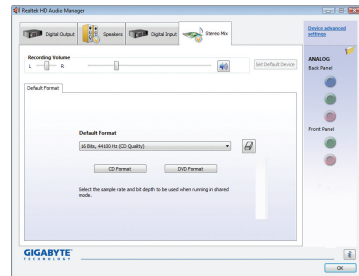 Realtek HD Audio Manager
Digital Output
Speakers
Digital Input
Stereo Mix
Device advanced
settings
Recording Volume
L
R
Set Default Device
ANALOG
Back Panel
Default Format
Default Format
16 Bits, 44100 Hz (CD Quality)
CD Format
DVD Format
Select the sample rate and bit depth to be used when running in shared
mode.
Front Panel
GIGABYTE
TECHNOLOGY
i
OK